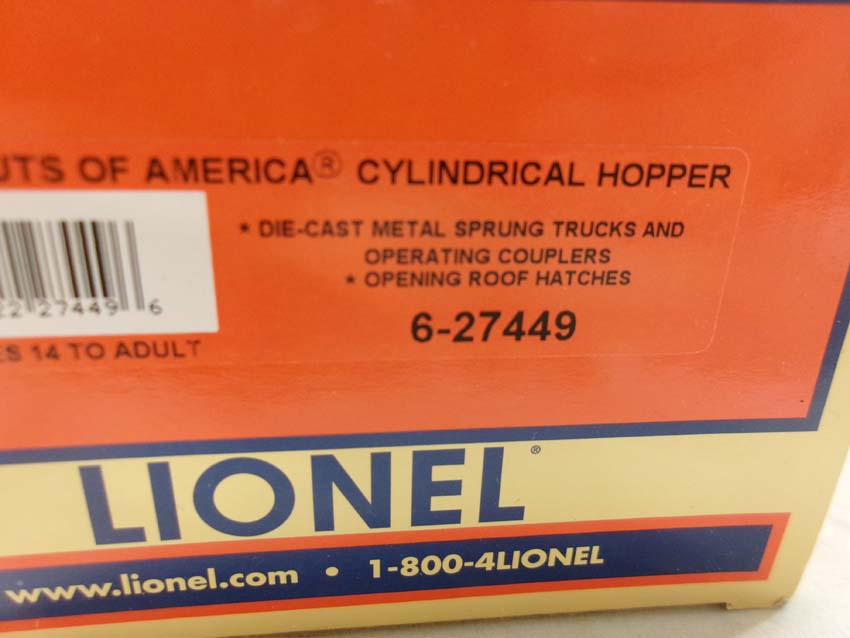 UTS OF AMERICA® CYLINDRICAL HOPPER
* DIE-CAST METAL SPRUNG TRUCKS AND
OPERATING COUPLERS
* OPENING ROOF HATCHES
22 27449 6
6-27449
ES 14 TO ADULT
LIONEL®
www.lionel.com • 1-800-4LIONEL